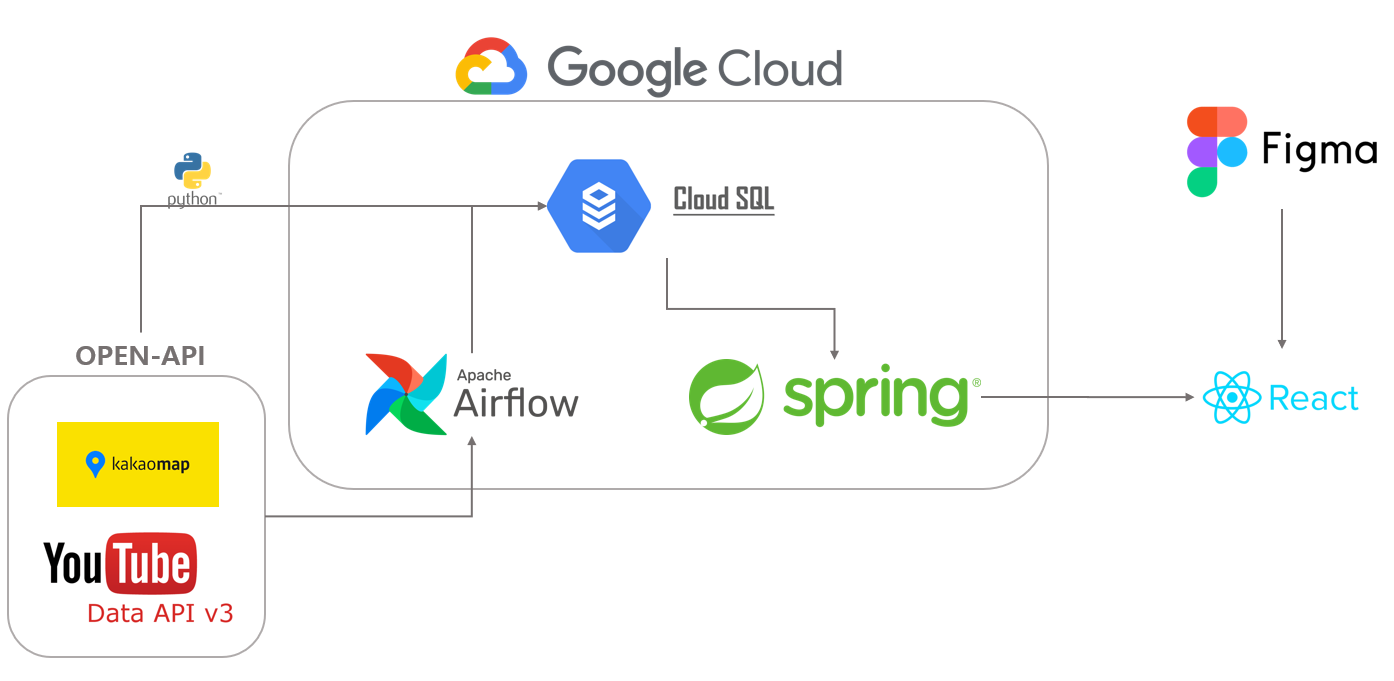 Google Cloud
Figma
python™
Cloud SQL
OPEN-API
Apache
Airflow
spring®
React
kakaomap
YouTube
Data API v3